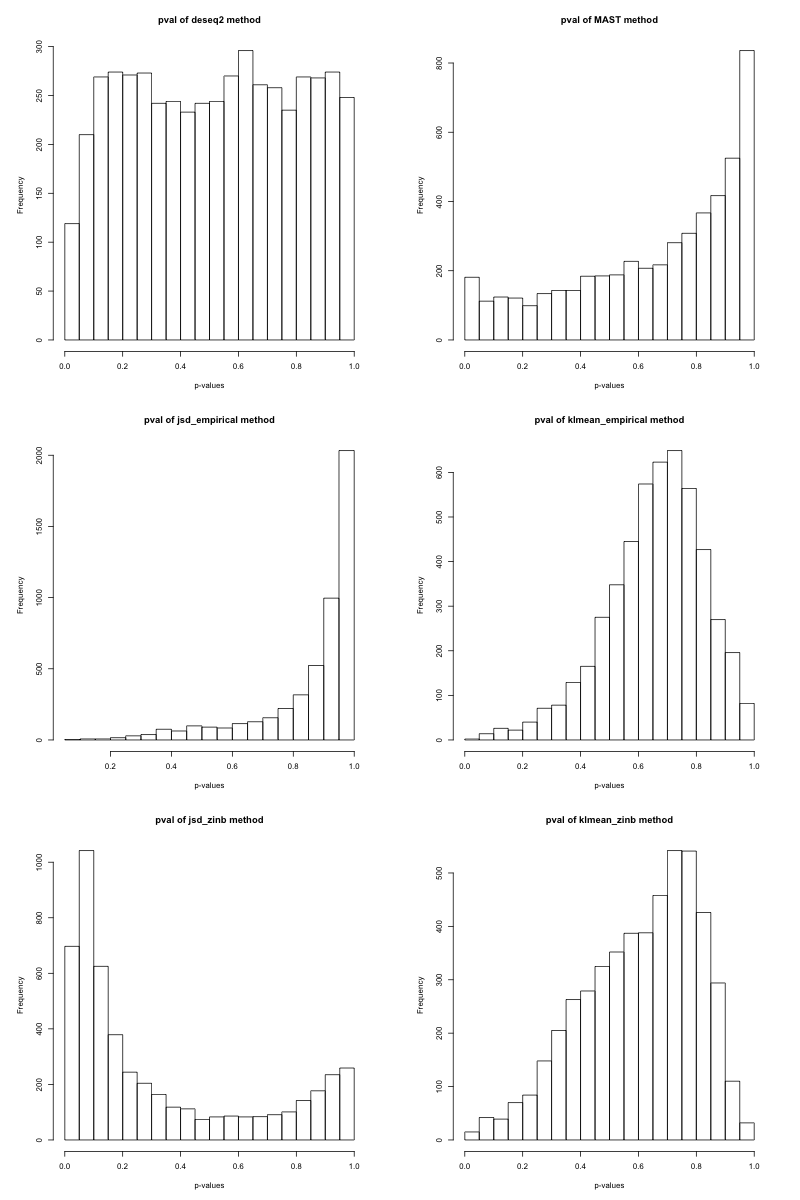 pval of deseq2 method
Frequency
300
250
200
150
100
50
0
0.0 0.2 0.4 0.6 0.8 1.0
p-values
pval of MAST method
Frequency
800
600
400
200
0
0.0 0.2 0.4 0.6 0.8 1.0
p-values
pval of jsd_empirical method
Frequency
2000
1500
1000
500
0
0.2 0.4 0.6 0.8 1.0
p-values
pval of klmean_empirical method
Frequency
600
500
400
300
200
100
0
0.0 0.2 0.4 0.6 0.8 1.0
p-values
pval of jsd_zinb method
Frequency
1000
800
600
400
200
0
0.0 0.2 0.4 0.6 0.8 1.0
p-values
pval of klmean_zinb method
Frequency
500
400
300
200
100
0
0.0 0.2 0.4 0.6 0.8 1.0
p-values